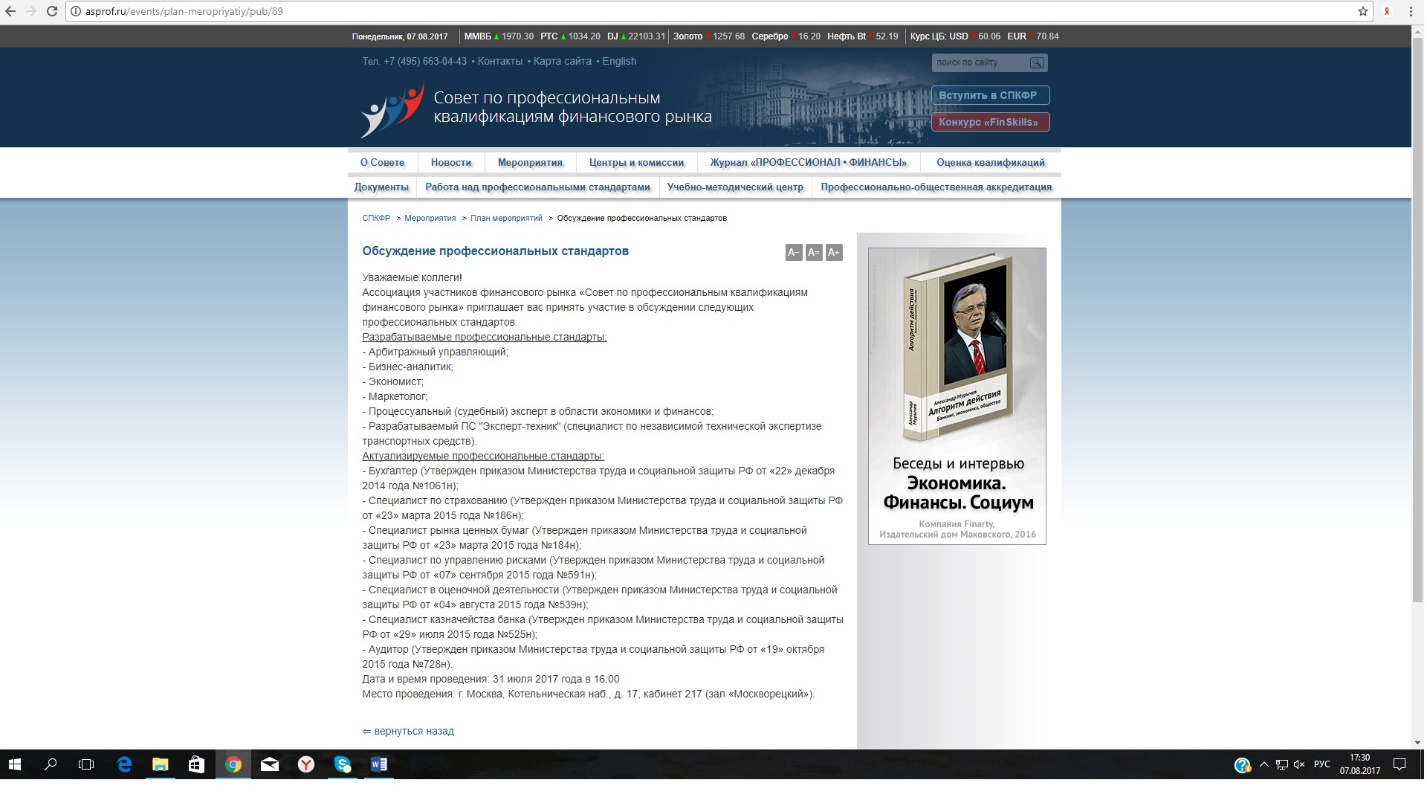 asprof.ru/events/plan-meropriyatiy/pub/89
Понедельник, 07.08.2017 ММВБ 1970.30 РТС 1034.20 DJ 22103.31 Золото 1257.68 Серебро 16.20 Нефть Bt 52.19 Курс ЦБ: USD 60.06 EUR 70.84
Тел. +7 (495) 663-04-43 • Контакты • Карта сайта • English
поиск по сайту
Совет по профессиональным
квалификациям финансового рынка
Вступить в СПКФР
Конкурс «FinSkills»
О Совете Новости Мероприятия Центры и комиссии Журнал «ПРОФЕССИОНАЛ • ФИНАНСЫ» Оценка квалификаций
Документы Работа над профессиональными стандартами Учебно-методический центр Профессионально-общественная аккредитация
СПКФР > Мероприятия > План мероприятий > Обсуждение профессиональных стандартов
Обсуждение профессиональных стандартов
A- A= A+
Уважаемые коллеги!
Ассоциация участников финансового рынка «Совет по профессиональным квалификациям
финансового рынка» приглашает вас принять участие в обсуждении следующих
профессиональных стандартов.
Разрабатываемые профессиональные стандарты:
- Арбитражный управляющий;
- Бизнес-аналитик;
- Экономист;
- Маркетолог;
- Процессуальный (судебный) эксперт в области экономики и финансов;
- Разрабатываемый ПС "Эксперт-техник" (специалист по независимой технической экспертизе
транспортных средств).
Актуализируемые профессиональные стандарты:
- Бухгалтер (Утвержден приказом Министерства труда и социальной защиты РФ от «22» декабря
2014 года №1061н);
- Специалист по страхованию (Утвержден приказом Министерства труда и социальной защиты РФ
от «23» марта 2015 года №186н);
- Специалист рынка ценных бумаг (Утвержден приказом Министерства труда и социальной
защиты РФ от «23» марта 2015 года №184н);
- Специалист по управлению рисками (Утвержден приказом Министерства труда и социальной
защиты РФ от «07» сентября 2015 года №591н);
- Специалист в оценочной деятельности (Утвержден приказом Министерства труда и социальной
защиты РФ от «04» августа 2015 года №539н);
- Специалист казначейства банка (Утвержден приказом Министерства труда и социальной защиты
РФ от «29» июля 2015 года №525н);
- Аудитор (Утвержден приказом Министерства труда и социальной защиты РФ от «19» октября
2015 года №728н).
Дата и время проведения: 31 июля 2017 года в 16:00
Место проведения: г. Москва, Котельническая наб., д. 17, кабинет 217 (зал «Москворецкий»).
⇐ вернуться назад
Алгоритм действия
Александр Мурычев
Алгоритм действия
Банкинг, экономика, общество
Беседы и интервью
Экономика.
Финансы. Социум
Компания Finarty,
Издательский дом Маковского, 2016
РУС
17:30
07.08.2017